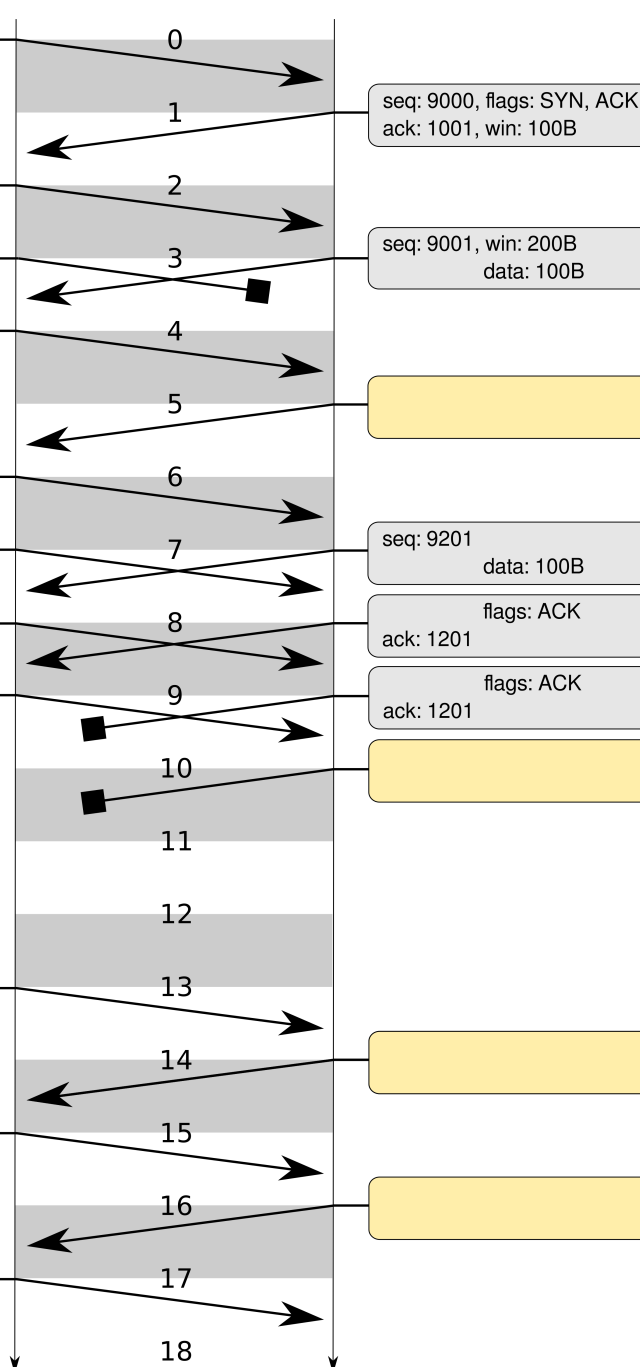 0
seq: 9000, flags: SYN, ACK
1
ack: 1001, win: 100B
2
seq: 9001, win: 200B
3
data: 100B
4
5
6
seq: 9201
7
data: 100B
flags: ACK
8
ack: 1201
flags: ACK
9
ack: 1201
10
11
12
13
14
15
16
17
18